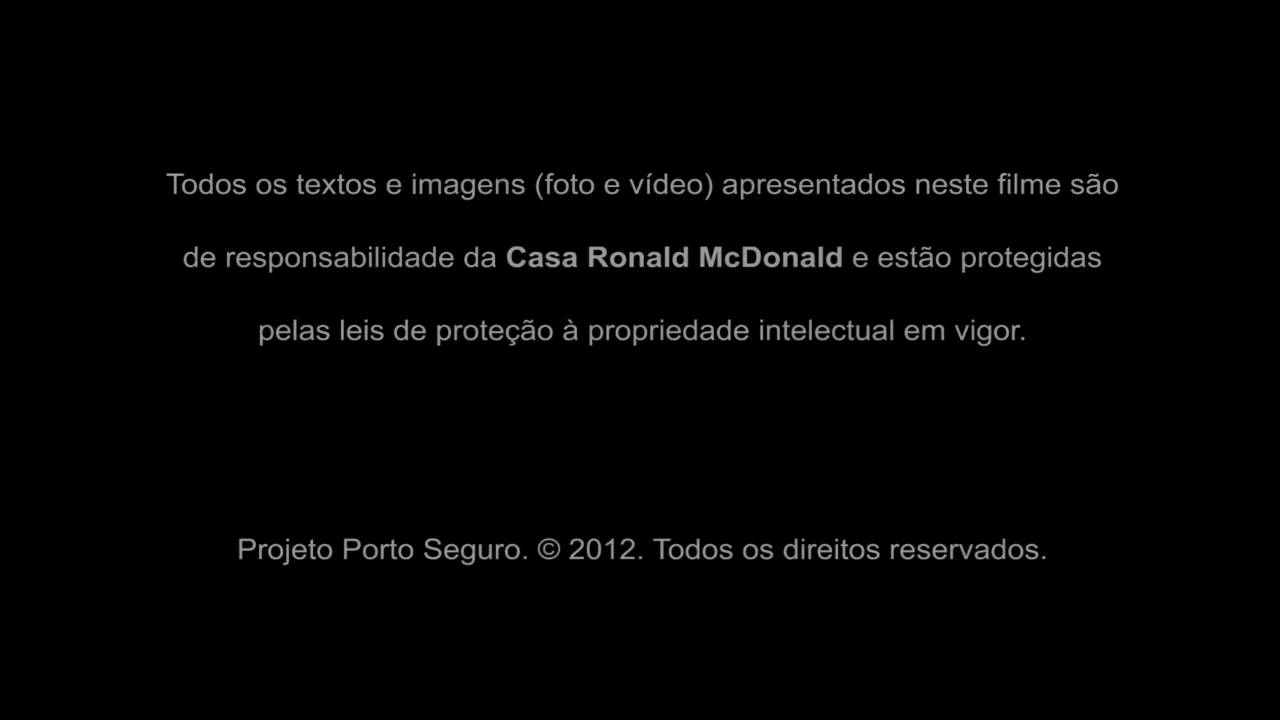 Todos os textos e imagens (foto e vídeo) apresentados neste filme são
de responsabilidade da Casa Ronald McDonald e estão protegidas
pelas leis de proteção à propriedade intelectual em vigor.
Projeto Porto Seguro. © 2012. Todos os direitos reservados.